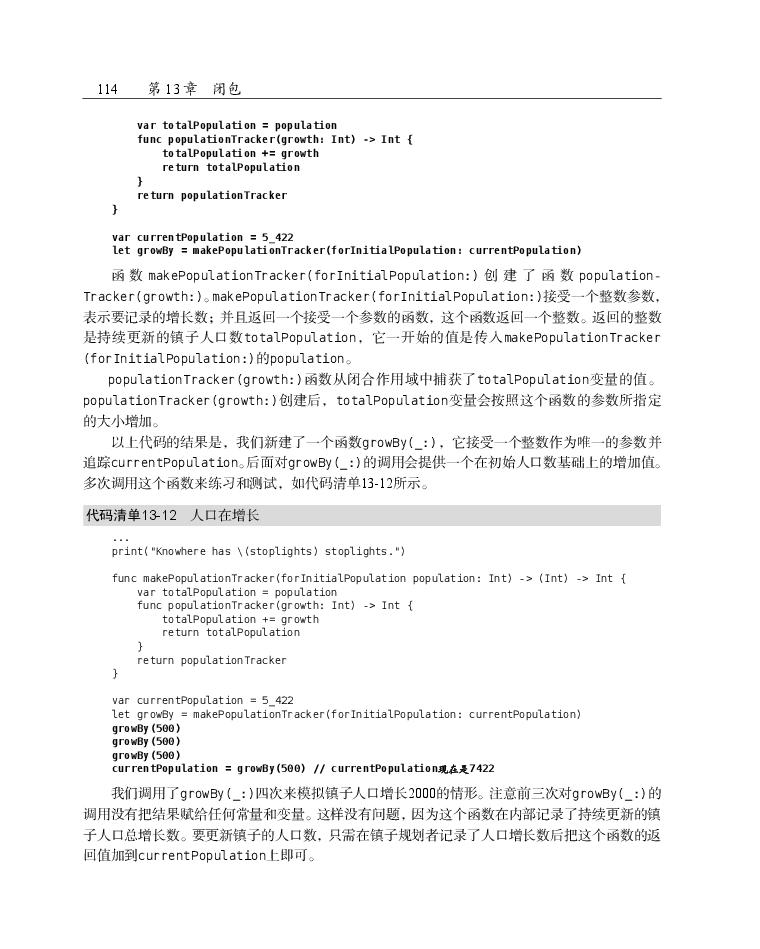 114 第 13 章 闭包
var totalPopulation = population
func populationTracker(growth: Int) -> Int {
totalPopulation += growth
return totalPopulation
}
return populationTracker
}
var currentPopulation = 5_422
let growBy = makePopulationTracker(forInitialPopulation: currentPopulation)
函数makePopulationTracker(forInitialPopulation:)创建了函数population-
Tracker(growth:)。makePopulationTracker(forInitialPopulation:)接受一个整数参数，
表示要记录的增长数；并且返回一个接受一个参数的函数，这个函数返回一个整数。返回的整数
是持续更新的镇子人口数totalPopulation，它一开始的值是传入makePopulationTracker
(forInitialPopulation:)的population。
populationTracker(growth:)函数从闭合作用域中捕获了totalPopulation变量的值。
populationTracker(growth:)创建后，totalPopulation变量会按照这个函数的参数所指定
的大小增加。
以上代码的结果是，我们新建了一个函数growBy(_:)，它接受一个整数作为唯一的参数并
追踪currentPopulation。后面对growBy(_:)的调用会提供一个在初始人口数基础上的增加值。
多次调用这个函数来练习和测试，如代码清单13-12所示。
代码清单13-12 人口在增长
...
print("Knowhere has \(stoplights) stoplights.")
func makePopulationTracker(forInitialPopulation population: Int) -> (Int) -> Int {
var totalPopulation = population
func populationTracker(growth: Int) -> Int {
totalPopulation += growth
return totalPopulation
}
return populationTracker
}
var currentPopulation = 5_422
let growBy = makePopulationTracker(forInitialPopulation: currentPopulation)
growBy(500)
growBy(500)
growBy(500)
currentPopulation = growBy(500) // currentPopulation现在是7422
我们调用了growBy(_:)四次来模拟镇子人口增长2000的情形。注意前三次对growBy(_:)的
调用没有把结果赋给任何常量和变量。这样没有问题，因为这个函数在内部记录了持续更新的镇
子人口总增长数。要更新镇子的人口数，只需在镇子规划者记录了人口增长数后把这个函数的返
回值加到currentPopulation上即可。